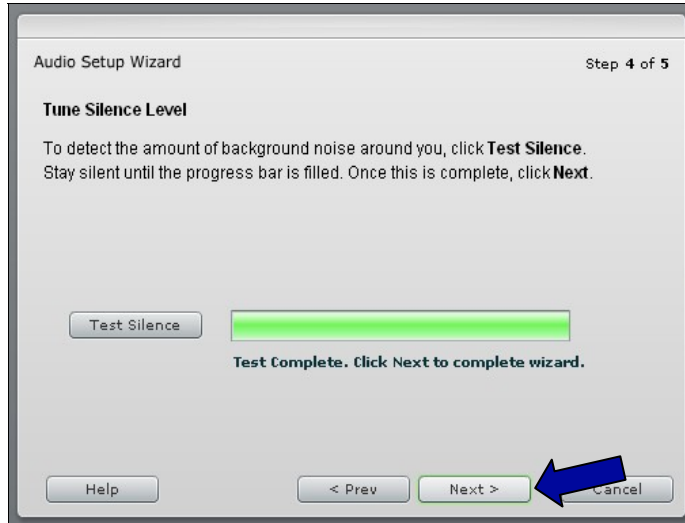 Audio Setup Wizard
Step 4 of 5
Tune Silence Level
To detect the amount of background noise around you, click Test Silence.
Stay silent until the progress bar is filled. Once this is complete, click Next.
Test Silence
Test Complete. Click Next to complete wizard.
Help
< Prev
Next >
Cancel